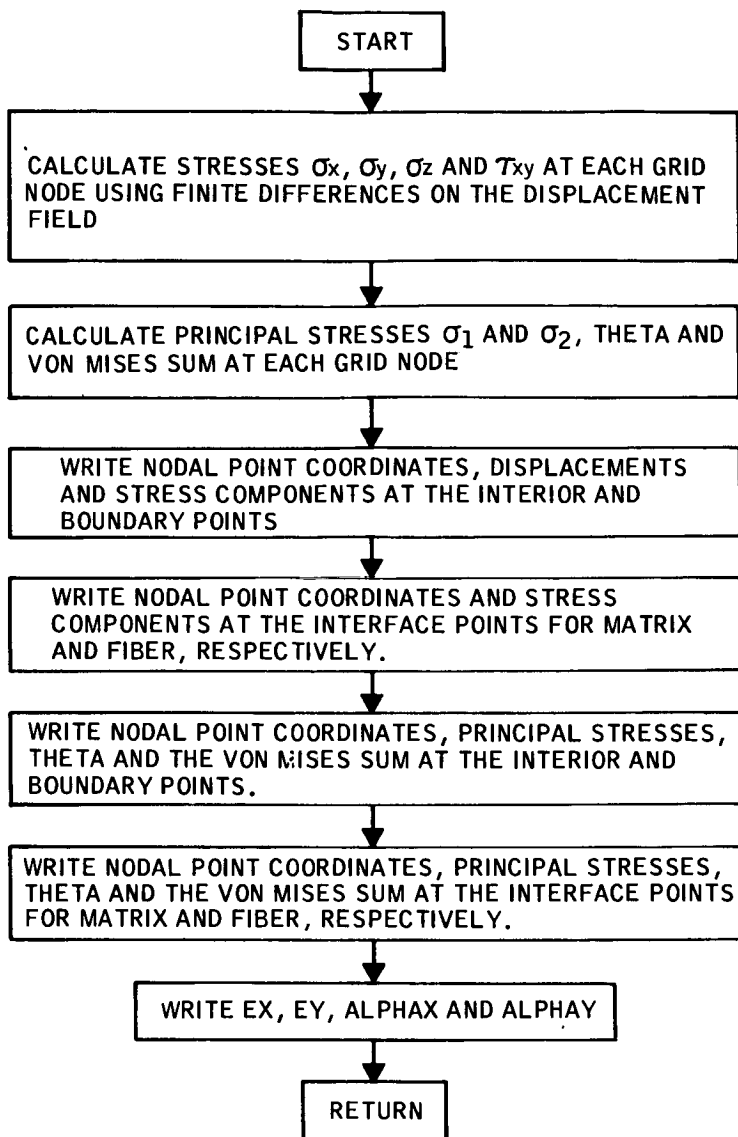 START
CALCULATE STRESSES σx, σy, σz AND τxy AT EACH GRID
NODE USING FINITE DIFFERENCES ON THE DISPLACEMENT
FIELD
CALCULATE PRINCIPAL STRESSES σ1 AND σ2, THETA AND
VON MISES SUM AT EACH GRID NODE
WRITE NODAL POINT COORDINATES, DISPLACEMENTS
AND STRESS COMPONENTS AT THE INTERIOR AND
BOUNDARY POINTS
WRITE NODAL POINT COORDINATES AND STRESS
COMPONENTS AT THE INTERFACE POINTS FOR MATRIX
AND FIBER, RESPECTIVELY.
WRITE NODAL POINT COORDINATES, PRINCIPAL STRESSES,
THETA AND THE VON MISES SUM AT THE INTERIOR AND
BOUNDARY POINTS.
WRITE NODAL POINT COORDINATES, PRINCIPAL STRESSES,
THETA AND THE VON MISES SUM AT THE INTERFACE POINTS
FOR MATRIX AND FIBER, RESPECTIVELY.
WRITE EX, EY, ALPHAX AND ALPHAY
RETURN